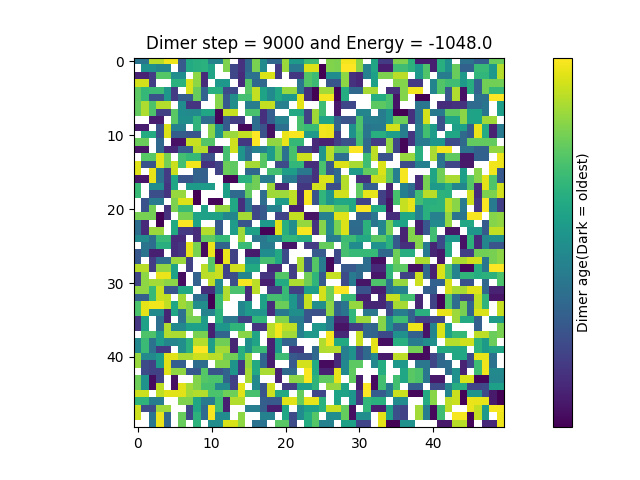 Dimer step = 9000 and Energy = -1048.0
0
10
20
30
40
0 10 20 30 40
Dimer age(Dark = oldest)